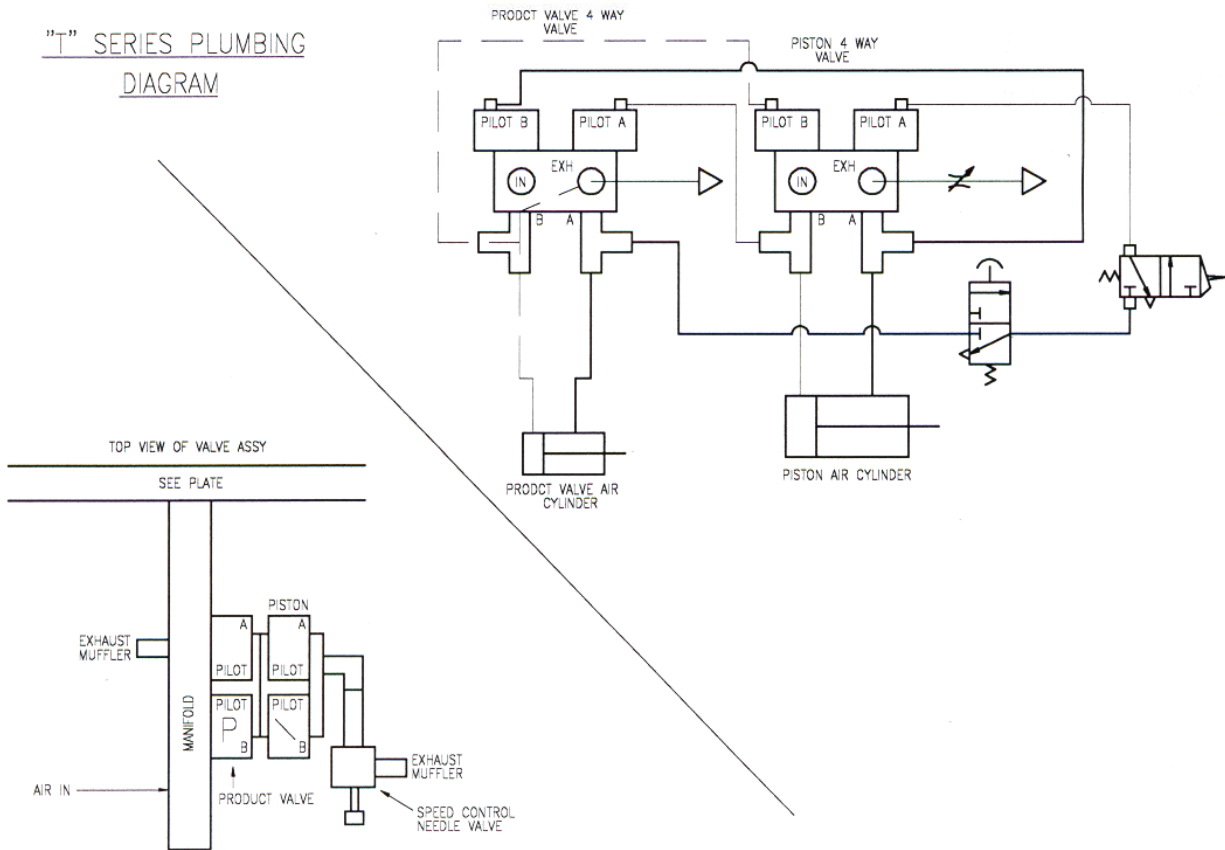 "T" SERIES PLUMBING
DIAGRAM
PRODCT VALVE 4 WAY
VALVE
PISTON 4 WAY
VALVE
PILOT B
PILOT A
PILOT B
PILOT A
EXH
IN
B A
EXH
IN
B A
PRODCT VALVE AIR
CYLINDER
PISTON AIR CYLINDER
TOP VIEW OF VALVE ASSY
SEE PLATE
PISTON
A
A
EXHAUST
MUFFLER
PILOT
PILOT
PILOT
PILOT
P
B
B
MANIFOLD
EXHAUST
MUFFLER
AIR IN
PRODUCT VALVE
SPEED CONTROL
NEEDLE VALVE